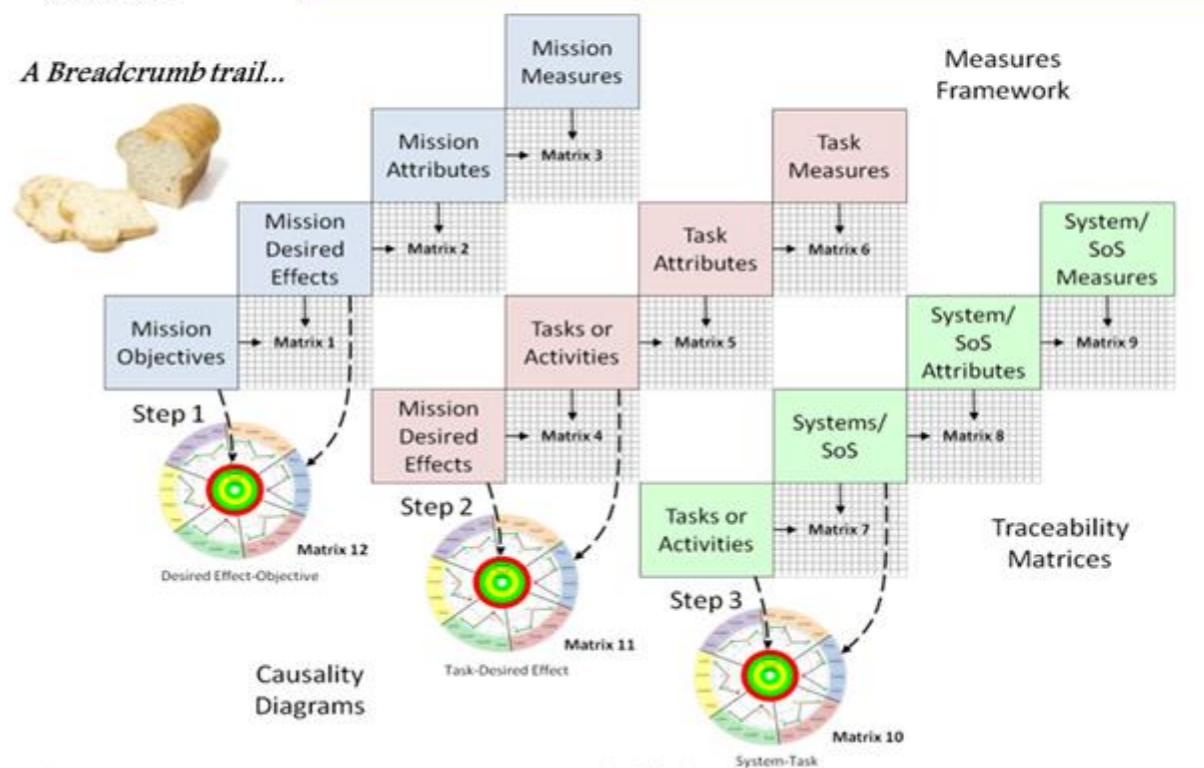 A Breadcrumb trail...
Mission
Measures
Measures
Framework
Mission
Attributes
Matrix 3
Task
Measures
Mission
Desired
Effects
Matrix 2
Task
Attributes
Matrix 6
System/
SoS
Measures
Mission
Objectives
Matrix 1
Tasks or
Activities
Matrix 5
System/
SoS
Attributes
Matrix 9
Step 1
Mission
Desired
Effects
Matrix 4
Systems/
SoS
Matrix 8
Matrix 12
Desired Effect-Objective
Step 2
Tasks or
Activities
Matrix 7
Traceability
Matrices
Matrix 11
Task-Desired Effect
Step 3
Causality
Diagrams
Matrix 10
System-Task